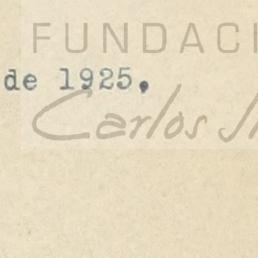 FUNDACI
de 1925.
Carlos